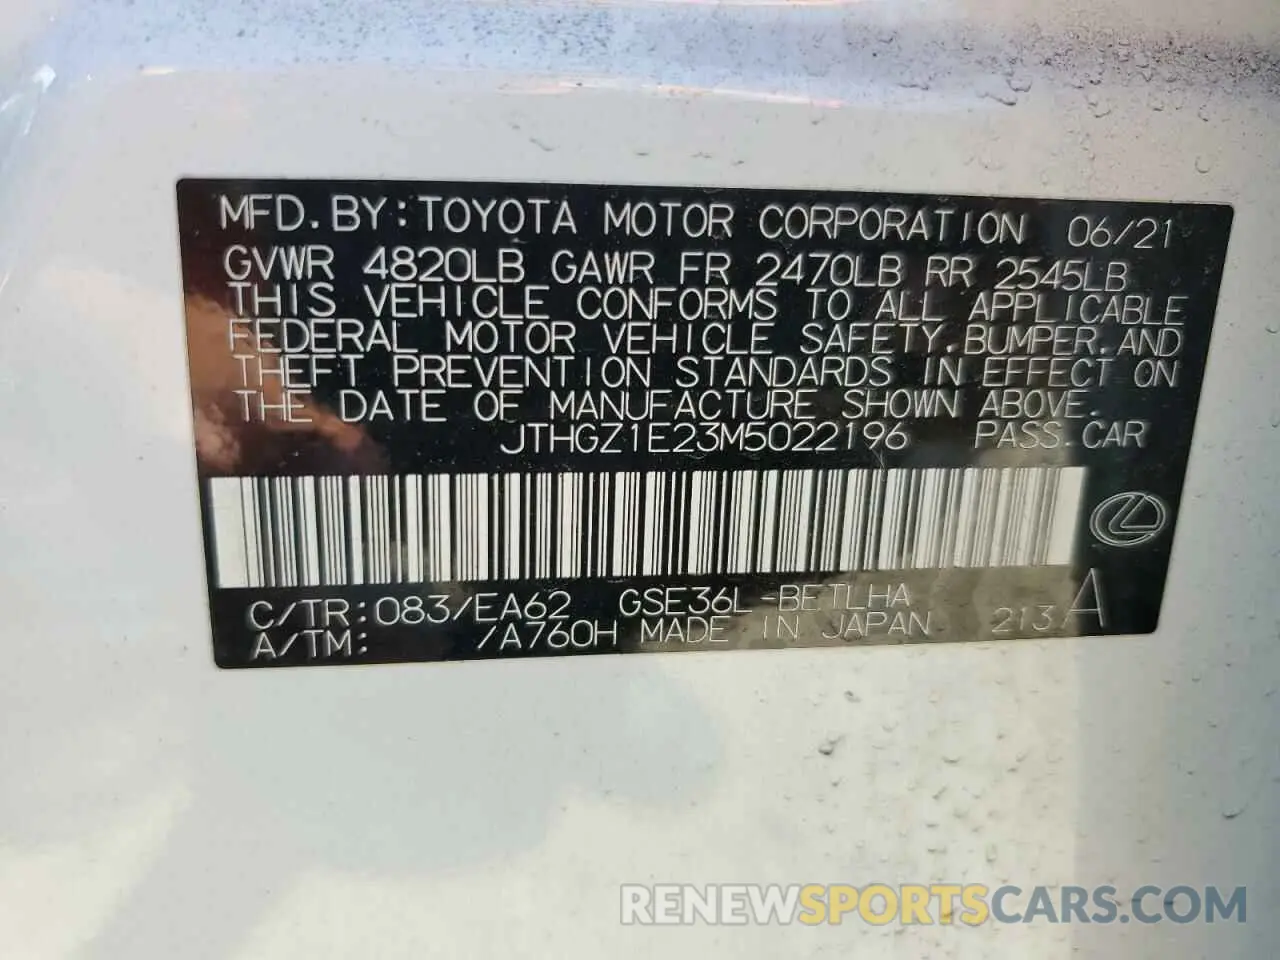 MFD. BY: TOYOTA MOTOR CORPORATION 06/21
GVWR 4820LB GAWR FR 2470LB RR 2545LB
THIS VEHICLE CONFORMS TO ALL APPLICABLE
FEDERAL MOTOR VEHICLE SAFETY, BUMPER, AND
THEFT PREVENTION STANDARDS IN EFFECT ON
THE DATE OF MANUFACTURE SHOWN ABOVE.
JTHGZ1E23M5022196 PASS. CAR
C/TR: 083/EA62 GSE36L-BETLHA
A/TM: /A760H MADE IN JAPAN 213 A
RENEWSPORTSCARS.COM